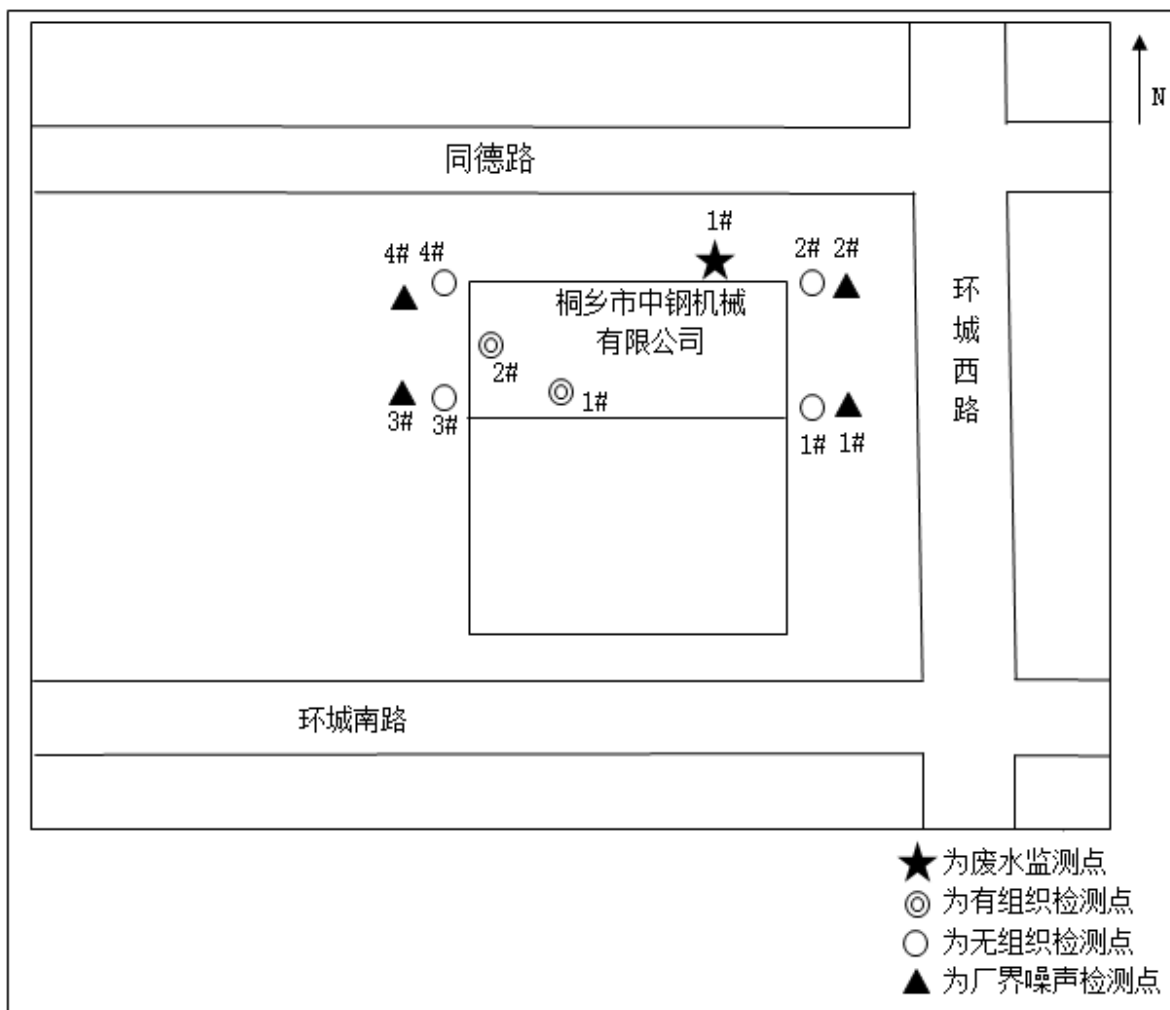 N
同德路
1#
4# 4#
2# 2#
桐乡市中钢机械
有限公司
环城西路
2#
1#
3# 3#
1# 1#
环城南路
为废水监测点
为有组织检测点
为无组织检测点
为厂界噪声检测点